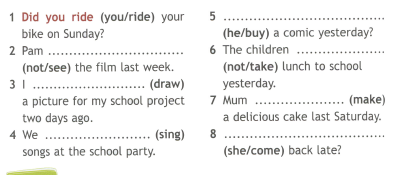 1 Did you ride (you/ride) your
bike on Sunday?
2 Pam ..............................
(not/see) the film last week.
3 I ............................ (draw)
a picture for my school project
two days ago.
4 We .......................... (sing)
songs at the school party.
5 ........................................
(he/buy) a comic yesterday?
6 The children ......................
(not/take) lunch to school
yesterday.
7 Mum ...................... (make)
a delicious cake last Saturday.
8 ........................................
(she/come) back late?